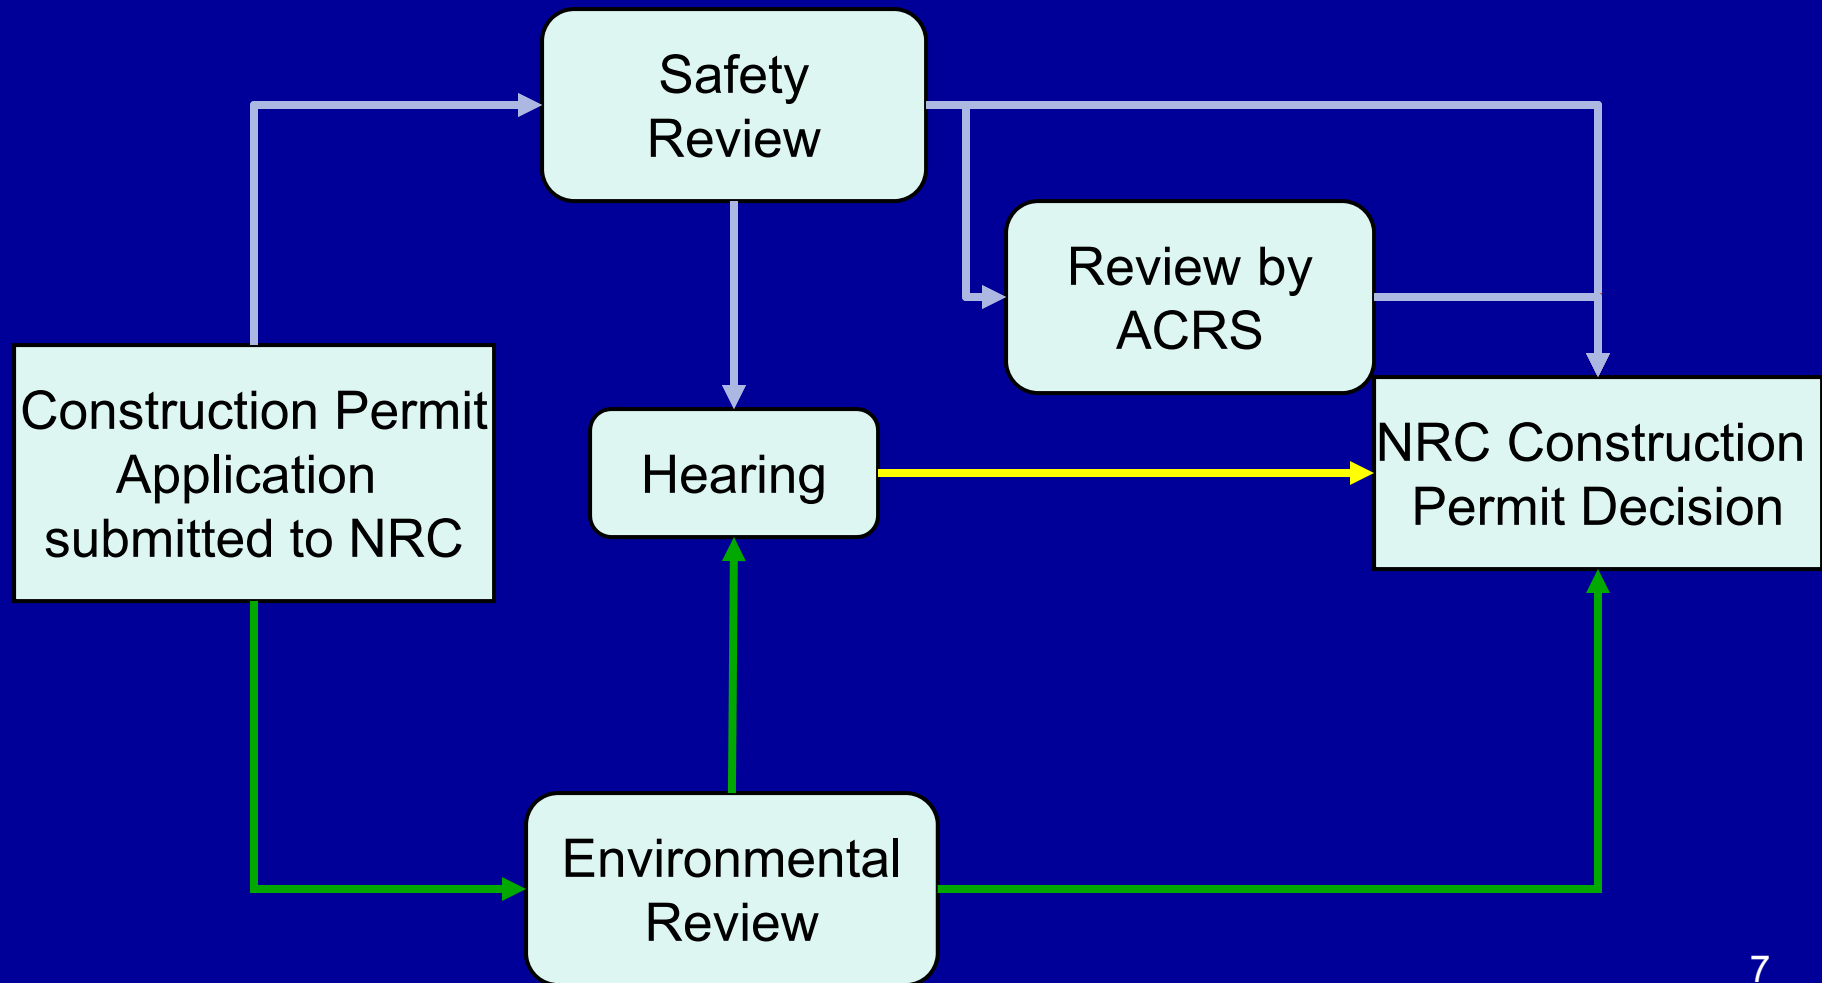 Safety
Review
Review by
ACRS
Construction Permit
Application
submitted to NRC
Hearing
NRC Construction
Permit Decision
Environmental
Review
7